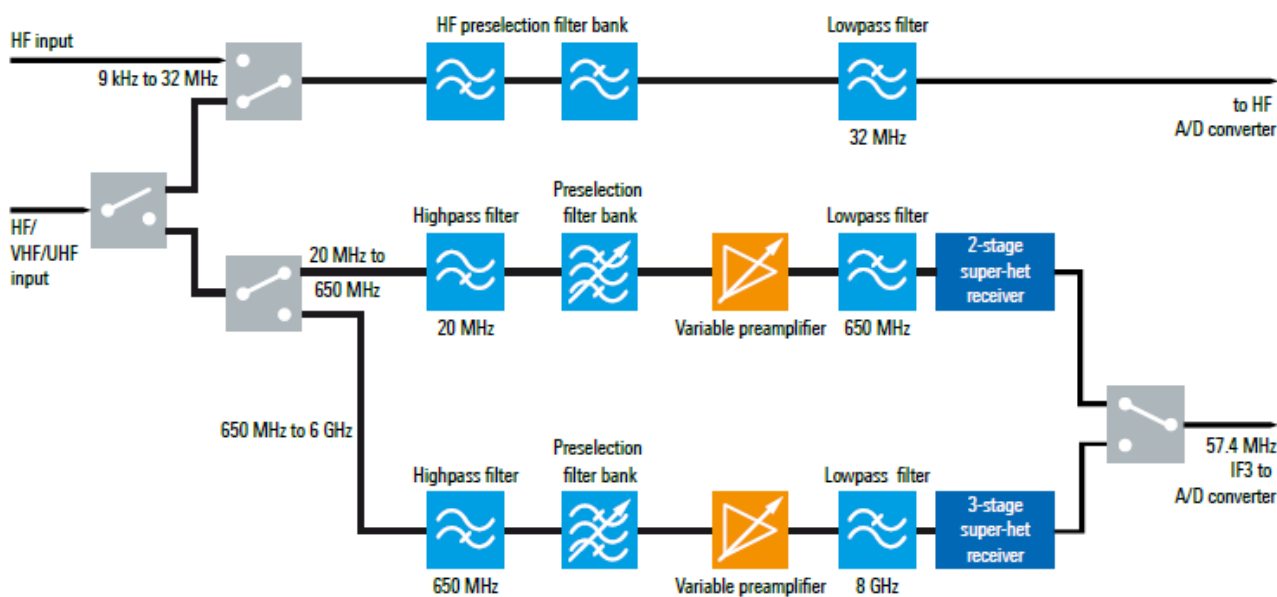 HF input
9 kHz to 32 MHz
HF preselection filter bank
Lowpass filter
32 MHz
to HF
A/D converter
HF/
VHF/UHF
input
20 MHz to
650 MHz
Highpass filter
20 MHz
Preselection
filter bank
Variable preamplifier
Lowpass filter
650 MHz
2-stage
super-het
receiver
650 MHz to 6 GHz
Highpass filter
650 MHz
Preselection
filter bank
Variable preamplifier
Lowpass filter
8 GHz
3-stage
super-het
receiver
57.4 MHz
IF3 to
A/D converter